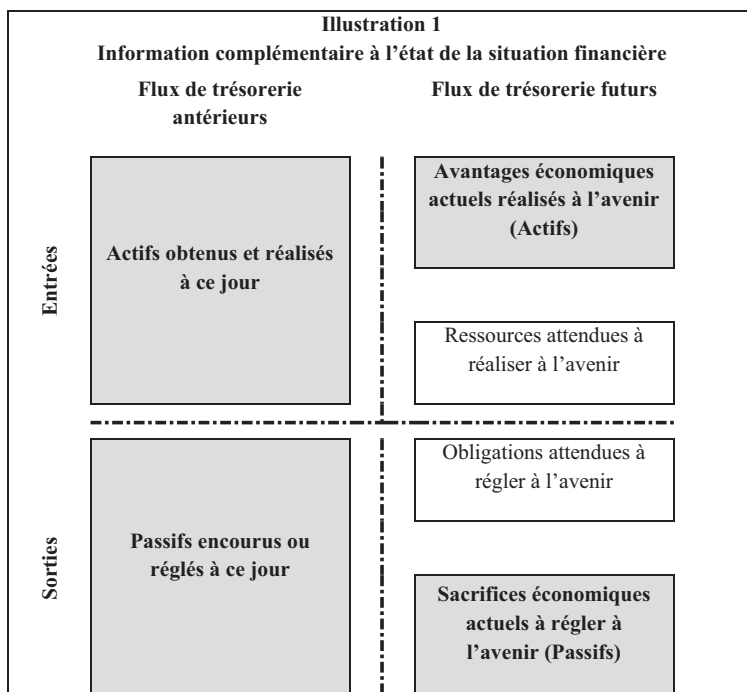 Illustration 1
Information complémentaire à l'état de la situation financière
Flux de trésorerie
antérieurs
Flux de trésorerie futurs
Entrées
Actifs obtenus et réalisés
à ce jour
Avantages économiques
actuels réalisés à l'avenir
(Actifs)
Ressources attendues à
réaliser à l'avenir
Sorties
Passifs encourus ou
réglés à ce jour
Obligations attendues à
régler à l'avenir
Sacrifices économiques
actuels à régler à
l'avenir (Passifs)